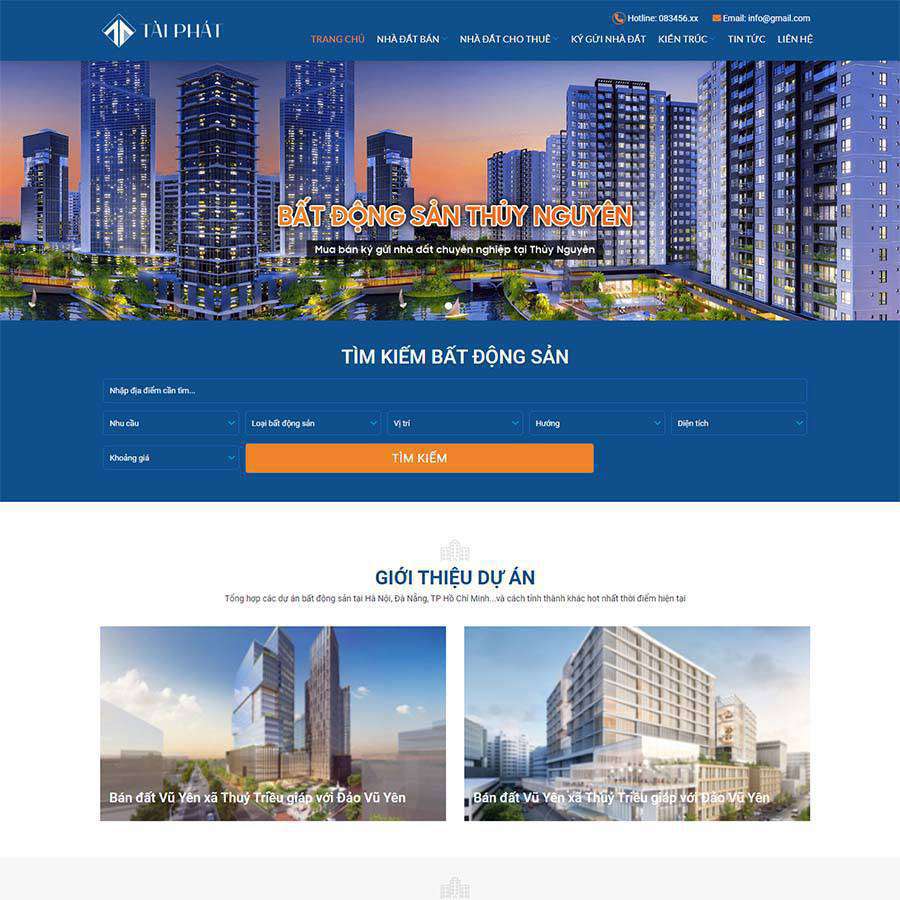 TÀI PHÁT
Hotline: 083456.xx
Email: info@gmail.com
TRANG CHỦ NHÀ ĐẤT BÁN NHÀ ĐẤT CHO THUÊ KÝ GỬI NHÀ ĐẤT KIẾN TRÚC TIN TỨC LIÊN HỆ
BẤT ĐỘNG SẢN THỦY NGUYÊN
Mua bán ký gửi nhà đất chuyên nghiệp tại Thủy Nguyên
TÌM KIẾM BẤT ĐỘNG SẢN
Nhập địa điểm cần tìm...
Nhu cầu Loại bất động sản Vị trí Hướng Diện tích
Khoảng giá TÌM KIẾM
GIỚI THIỆU DỰ ÁN
Tổng hợp các dự án bất động sản tại Hà Nội, Đà Nẵng, TP Hồ Chí Minh...và cách tỉnh thành khác hot nhất thời điểm hiện tại
Bán đất Vũ Yên xã Thuỷ Triều giáp với Đảo Vũ Yên
Bán đất Vũ Yên xã Thuỷ Triều giáp với Đảo Vũ Yên